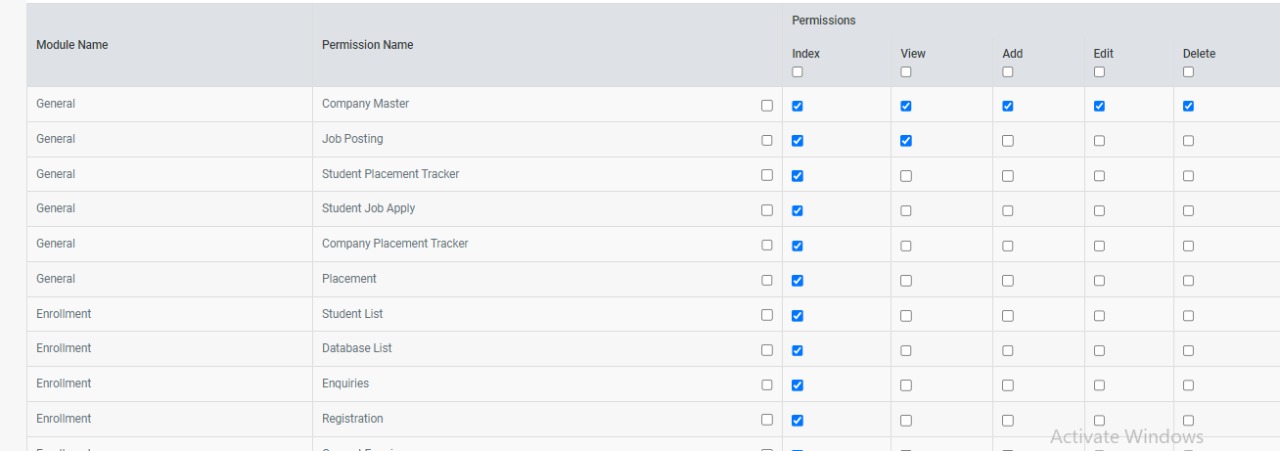 Permissions
Module Name Permission Name
Index View Add Edit Delete
General Company Master
General Job Posting
General Student Placement Tracker
General Student Job Apply
General Company Placement Tracker
General Placement
Enrollment Student List
Enrollment Database List
Enrollment Enquiries
Enrollment Registration
Activate Windows